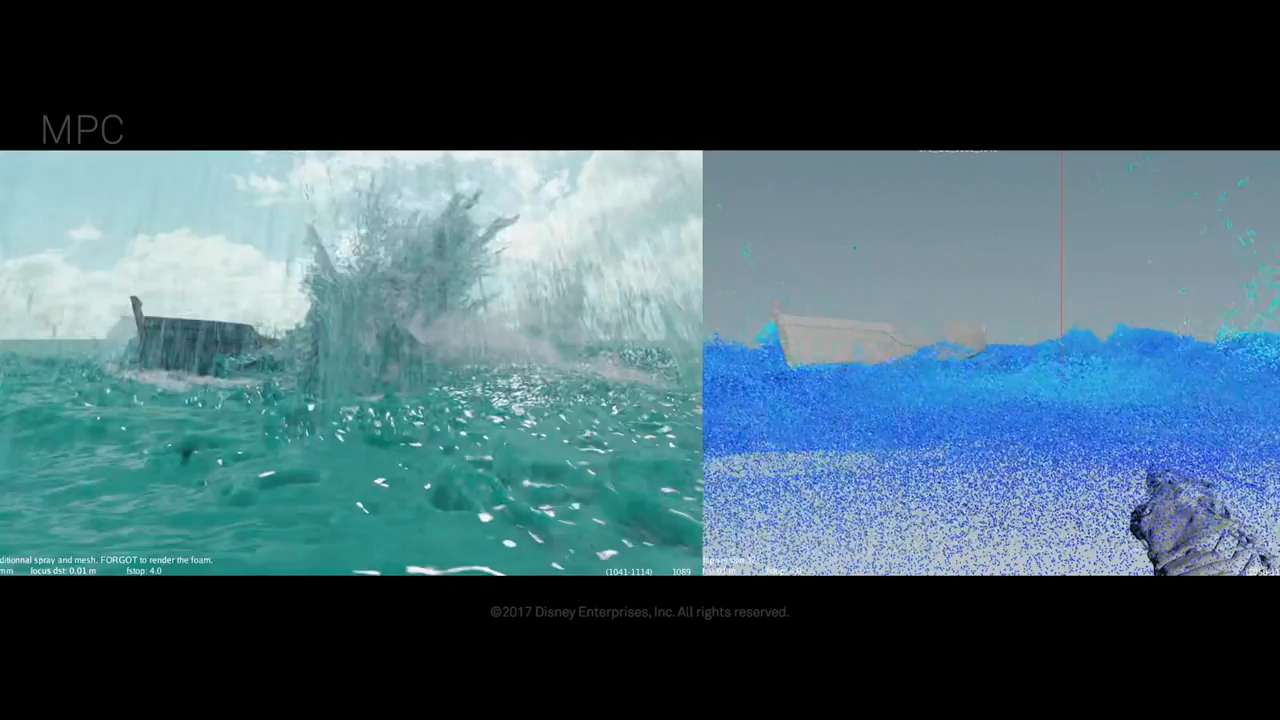 MPC
dditionnal spray and mesh. FORGOT to render the foam.
mm locus dst: 0.01 m fstop: 4.0 (1041-1114) 1089
©2017 Disney Enterprises, Inc. All rights reserved.